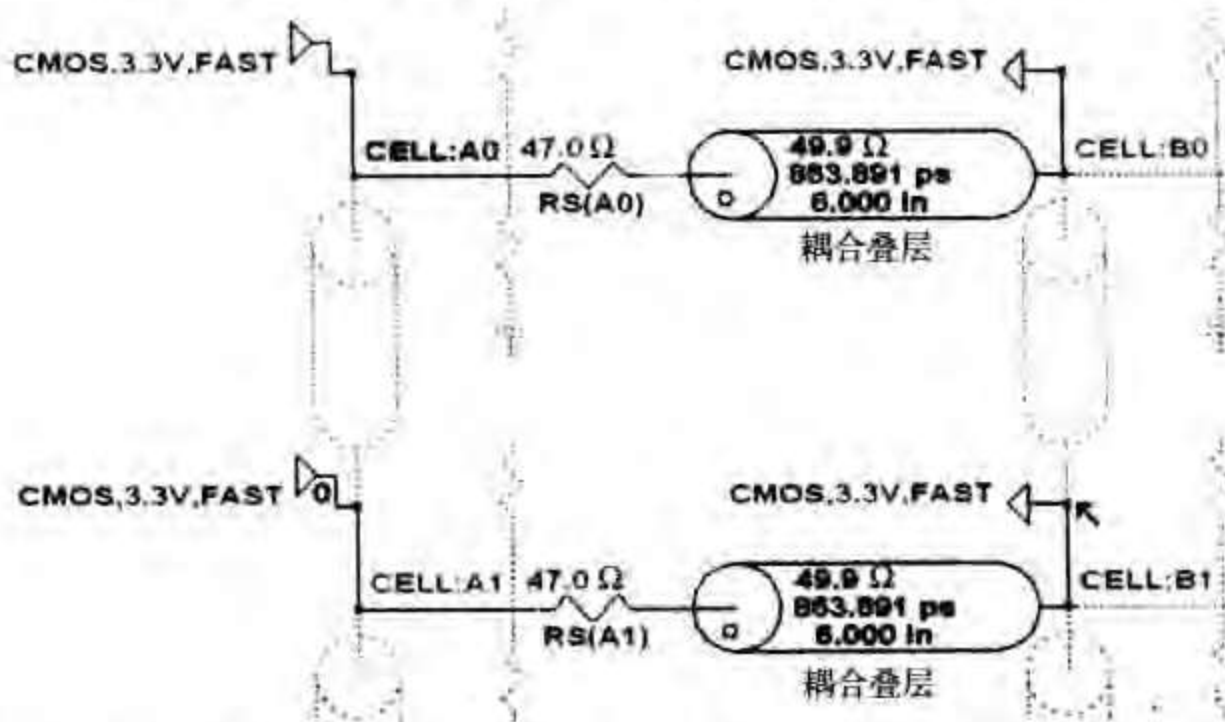 CMOS,3.3V,FAST
CMOS,3.3V,FAST
CELL:A0
47.0 Ω
RS(A0)
49.9 Ω
863.891 ps
6.000 in
CELL:B0
耦合叠层
CMOS,3.3V,FAST
0
CMOS,3.3V,FAST
CELL:A1
47.0 Ω
RS(A1)
49.9 Ω
863.891 ps
6.000 in
CELL:B1
耦合叠层